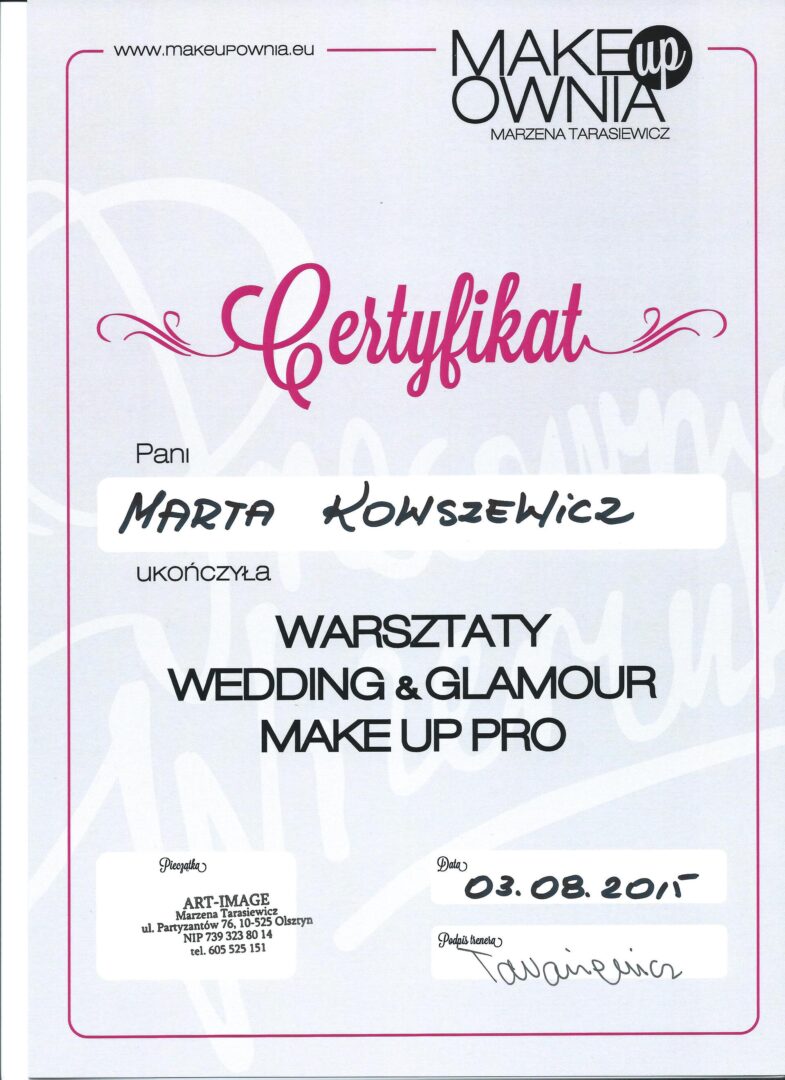 www.makeupownia.eu
MAKE up
OWNIA
MARZENA TARASIEWICZ
Certyfikat
Pani
MARTA KOWSZEWICZ
UKOŃCZYŁA
WARSZTATY
WEDDING & GLAMOUR
MAKE UP PRO
Pieczątka
ART-IMAGE
Marzena Tarasiewicz
ul. Partyzantów 76, 10-525 Olsztyn
NIP 739 323 80 14
tel. 605 525 151
Data
03.08.2015
Podpis trenera
Tarasiewicz